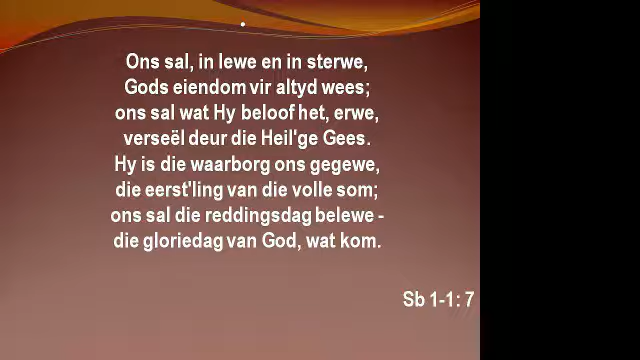 Ons sal, in lewe en in sterwe,
Gods eiendom vir altyd wees;
ons sal wat Hy beloof het, erwe,
verseël deur die Heil'ge Gees.
Hy is die waarborg ons gegewe,
die eerst'ling van die volle som;
ons sal die reddingsdag belewe -
die gloriedag van God, wat kom.
Sb 1-1: 7